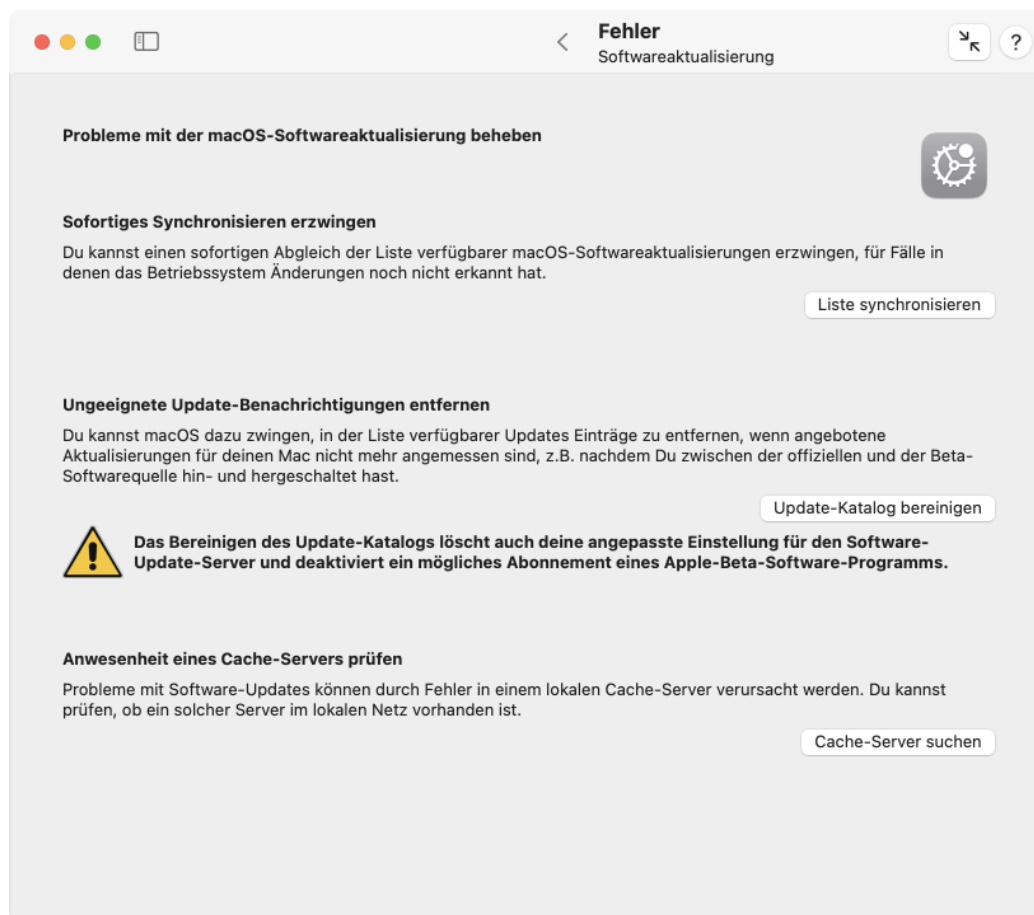 Fehler
Softwareaktualisierung
?
Probleme mit der macOS-Softwareaktualisierung beheben
Sofortiges Synchronisieren erzwingen
Du kannst einen sofortigen Abgleich der Liste verfügbarer macOS-Softwareaktualisierungen erzwingen, für Fälle in
denen das Betriebssystem Änderungen noch nicht erkannt hat.
Liste synchronisieren
Ungeeignete Update-Benachrichtigungen entfernen
Du kannst macOS dazu zwingen, in der Liste verfügbarer Updates Einträge zu entfernen, wenn angebotene
Aktualisierungen für deinen Mac nicht mehr angemessen sind, z.B. nachdem Du zwischen der offiziellen und der Beta-
Softwarequelle hin- und hergeschaltet hast.
Update-Katalog bereinigen
Das Bereinigen des Update-Katalogs löscht auch deine angepasste Einstellung für den Software-
Update-Server und deaktiviert ein mögliches Abonnement eines Apple-Beta-Software-Programms.
Anwesenheit eines Cache-Servers prüfen
Probleme mit Software-Updates können durch Fehler in einem lokalen Cache-Server verursacht werden. Du kannst
prüfen, ob ein solcher Server im lokalen Netz vorhanden ist.
Cache-Server suchen